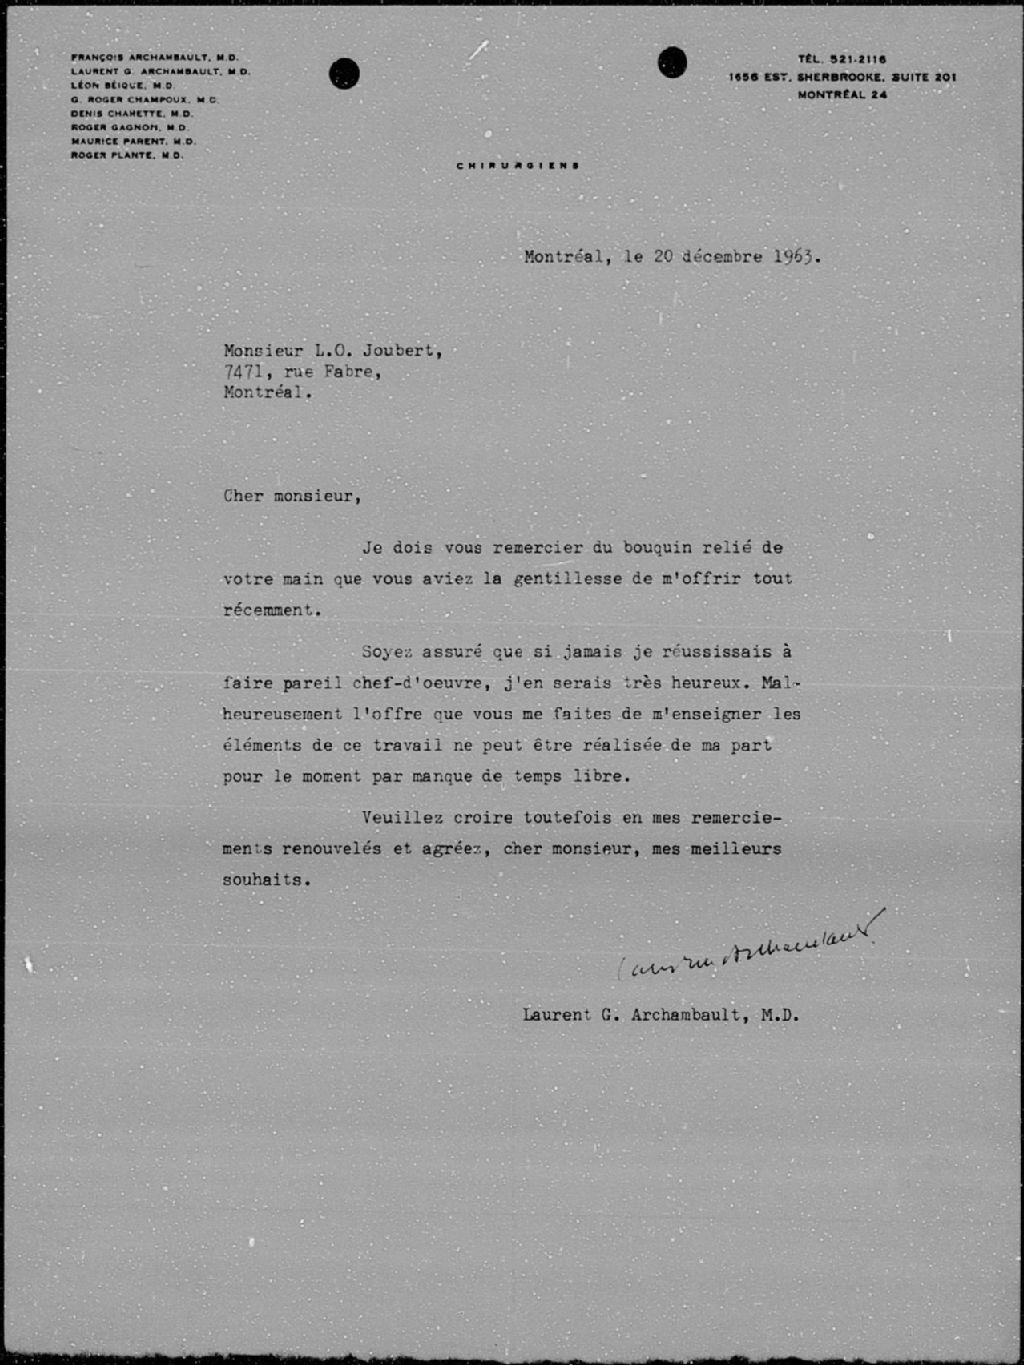 FRANÇOIS ARCHAMBAULT, M.D.
LAURENT G. ARCHAMBAULT, M.D.
LÉON BÉIQUE, M.D.
G. ROGER CHAMPOUX, M.D.
DENIS CHARETTE, M.D.
ROGER GAGNON, M.D.
MAURICE PARENT, M.D.
ROGER PLANTE, M.D.
TÉL. 521-2116
1656 EST, SHERBROOKE, SUITE 201
MONTRÉAL 24
CHIRURGIENS
Montréal, le 20 décembre 1963.
Monsieur L.O. Joubert,
7471, rue Fabre,
Montréal.
Cher monsieur,
Je dois vous remercier du bouquin relié de
votre main que vous aviez la gentillesse de m'offrir tout
récemment.
Soyez assuré que si jamais je réussissais à
faire pareil chef-d'oeuvre, j'en serais très heureux. Mal-
heureusement l'offre que vous me faites de m'enseigner les
éléments de ce travail ne peut être réalisée de ma part
pour le moment par manque de temps libre.
Veuillez croire toutefois en mes remercie-
ments renouvelés et agréez, cher monsieur, mes meilleurs
souhaits.
Laurent Archambault
Laurent G. Archambault, M.D.